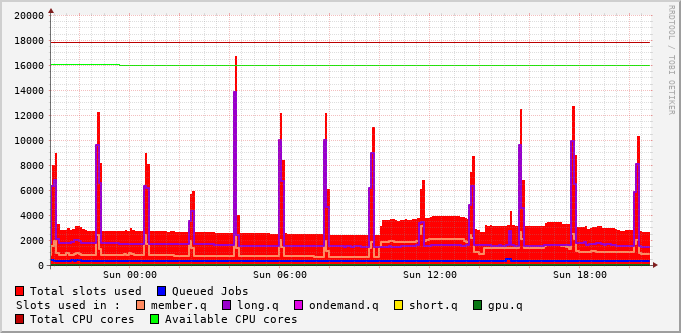 20000
18000
16000
14000
12000
10000
8000
6000
4000
2000
0
Sun 00:00 Sun 06:00 Sun 12:00 Sun 18:00
RRDTOOL / TOBI OETIKER
Total slots used Queued Jobs
Slots used in : member.q long.q ondemand.q short.q gpu.q
Total CPU cores Available CPU cores